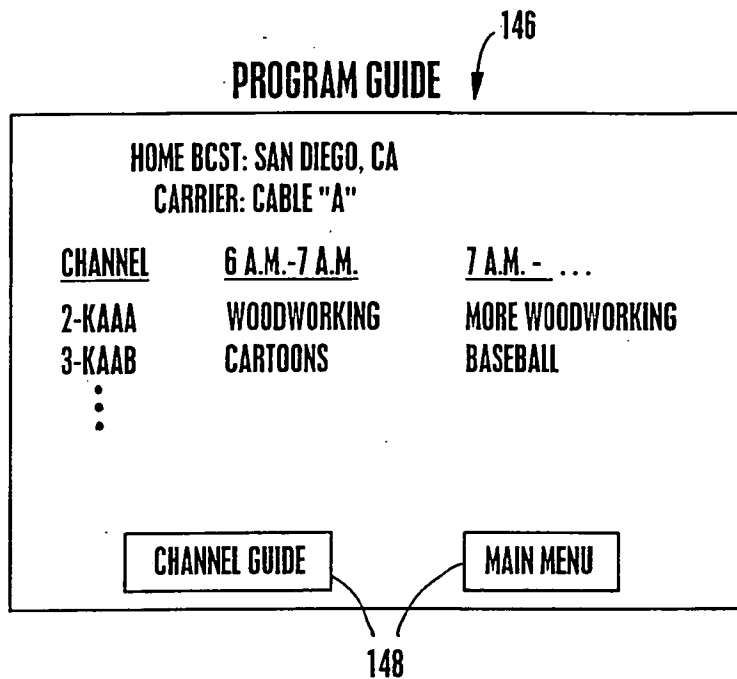 146
PROGRAM GUIDE
HOME BCST: SAN DIEGO, CA
CARRIER: CABLE "A"
CHANNEL 6 A.M.-7 A.M. 7 A.M. - ...
2-KAAA WOODWORKING MORE WOODWORKING
3-KAAB CARTOONS BASEBALL
CHANNEL GUIDE MAIN MENU
148